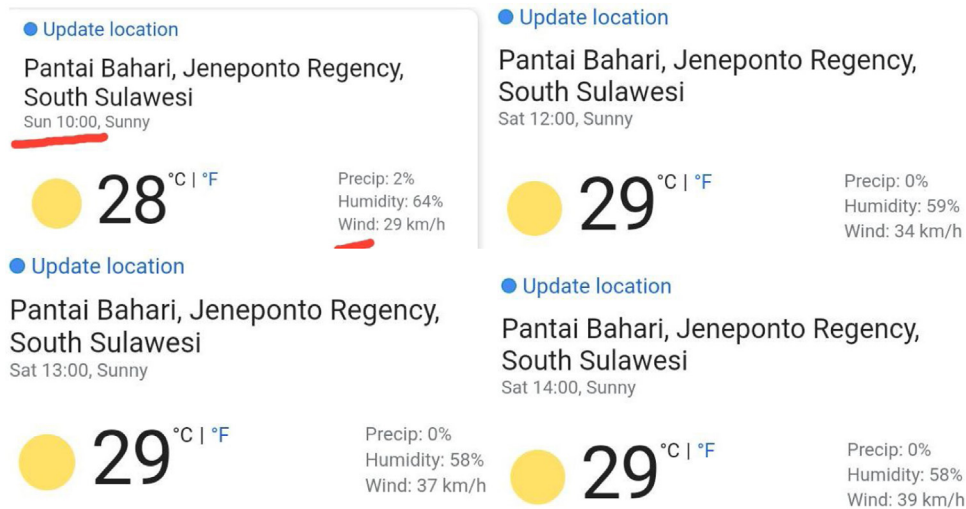 Update location
Pantai Bahari, Jeneponto Regency,
South Sulawesi
Sun 10:00, Sunny
28 °C | °F
Precip: 2%
Humidity: 64%
Wind: 29 km/h
Update location
Pantai Bahari, Jeneponto Regency,
South Sulawesi
Sat 12:00, Sunny
29 °C | °F
Precip: 0%
Humidity: 59%
Wind: 34 km/h
Update location
Pantai Bahari, Jeneponto Regency,
South Sulawesi
Sat 13:00, Sunny
29 °C | °F
Precip: 0%
Humidity: 58%
Wind: 37 km/h
Update location
Pantai Bahari, Jeneponto Regency,
South Sulawesi
Sat 14:00, Sunny
29 °C | °F
Precip: 0%
Humidity: 58%
Wind: 39 km/h